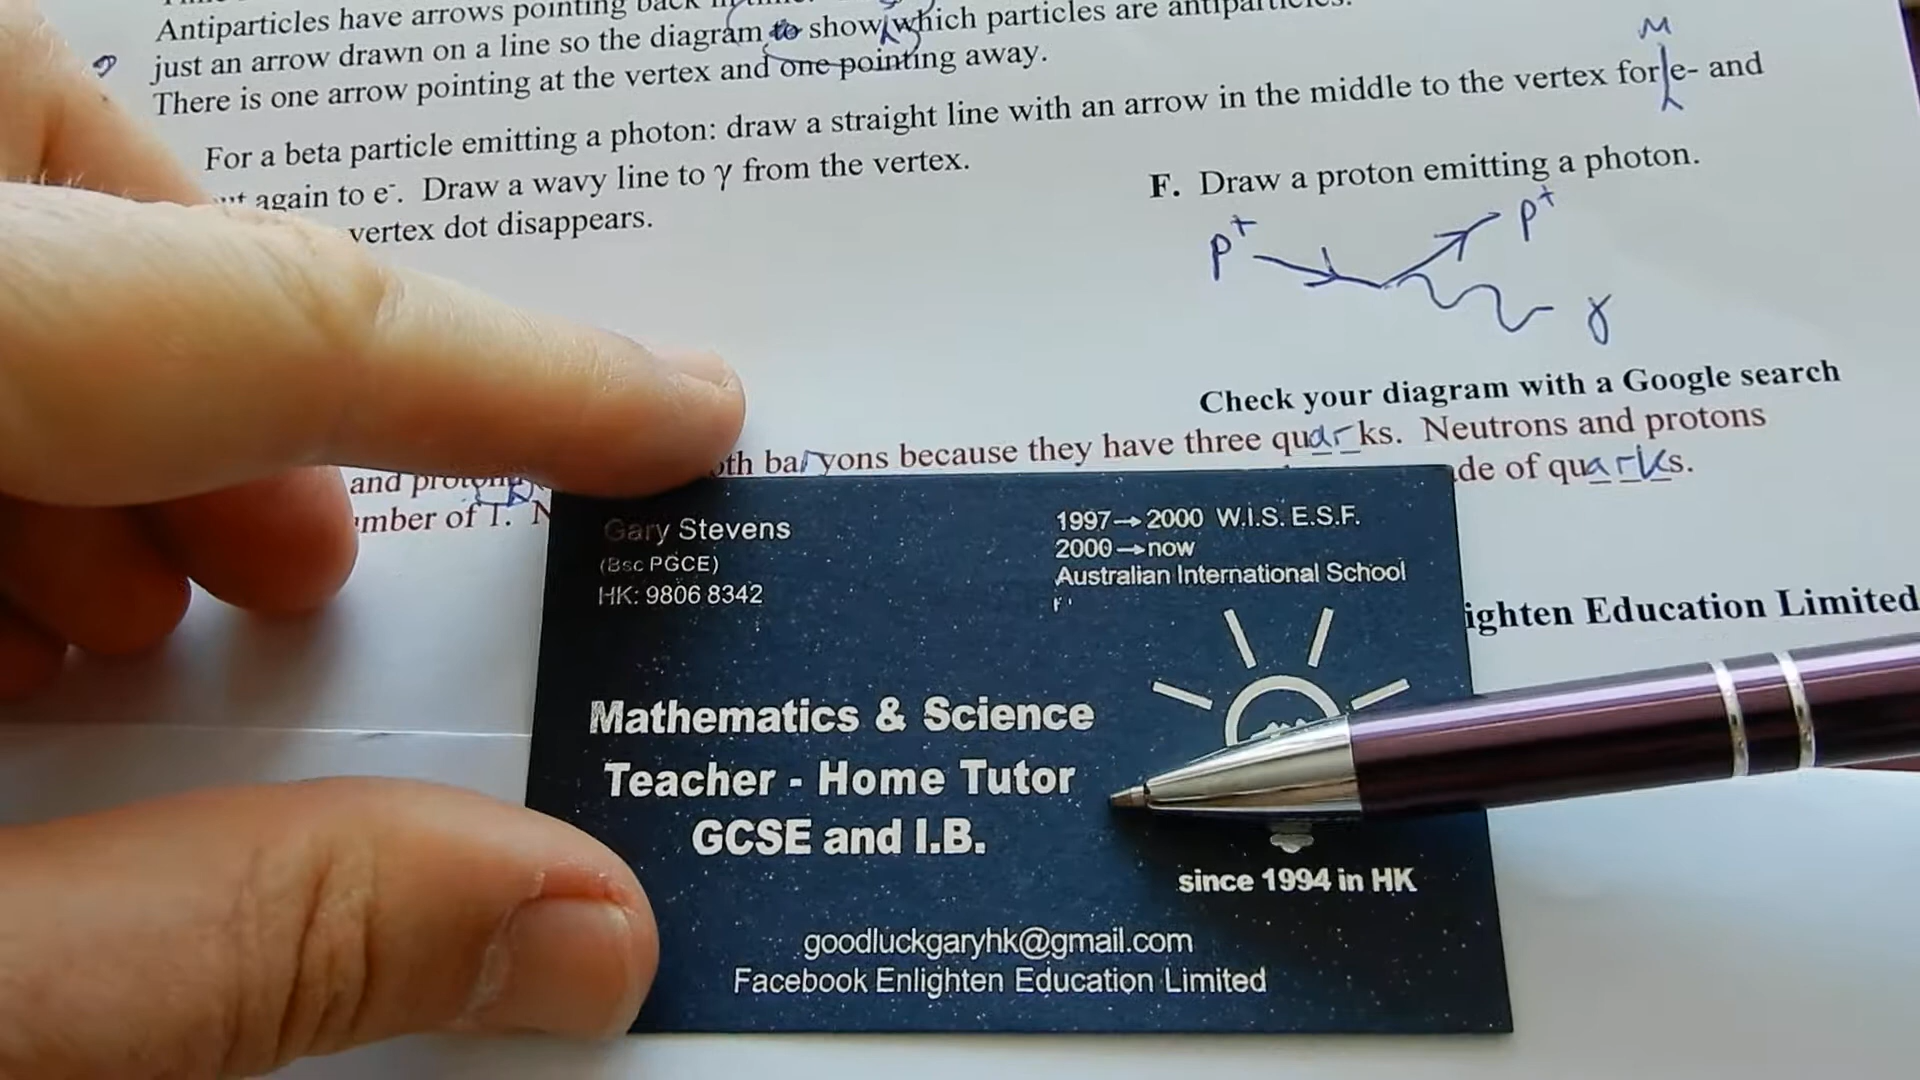 Antiparticles have arrows pointing back in
just an arrow drawn on a line so the diagram to show which particles are antiparticles.
There is one arrow pointing at the vertex and one pointing away.
For a beta particle emitting a photon: draw a straight line with an arrow in the middle to the vertex for e- and
again to e-. Draw a wavy line to γ from the vertex.
vertex dot disappears.
M
F. Draw a proton emitting a photon.
p+
p+
γ
Check your diagram with a Google search
baryons because they have three quarks. Neutrons and protons
and
de of quarks.
of 1. N
Gary Stevens
(Bsc PGCE)
HK: 9806 8342
1997→2000 W.I.S. E.S.F.
2000→now
Australian International School
ighten Education Limited
Mathematics & Science
Teacher - Home Tutor
GCSE and I.B.
since 1994 in HK
goodluckgaryhk@gmail.com
Facebook Enlighten Education Limited